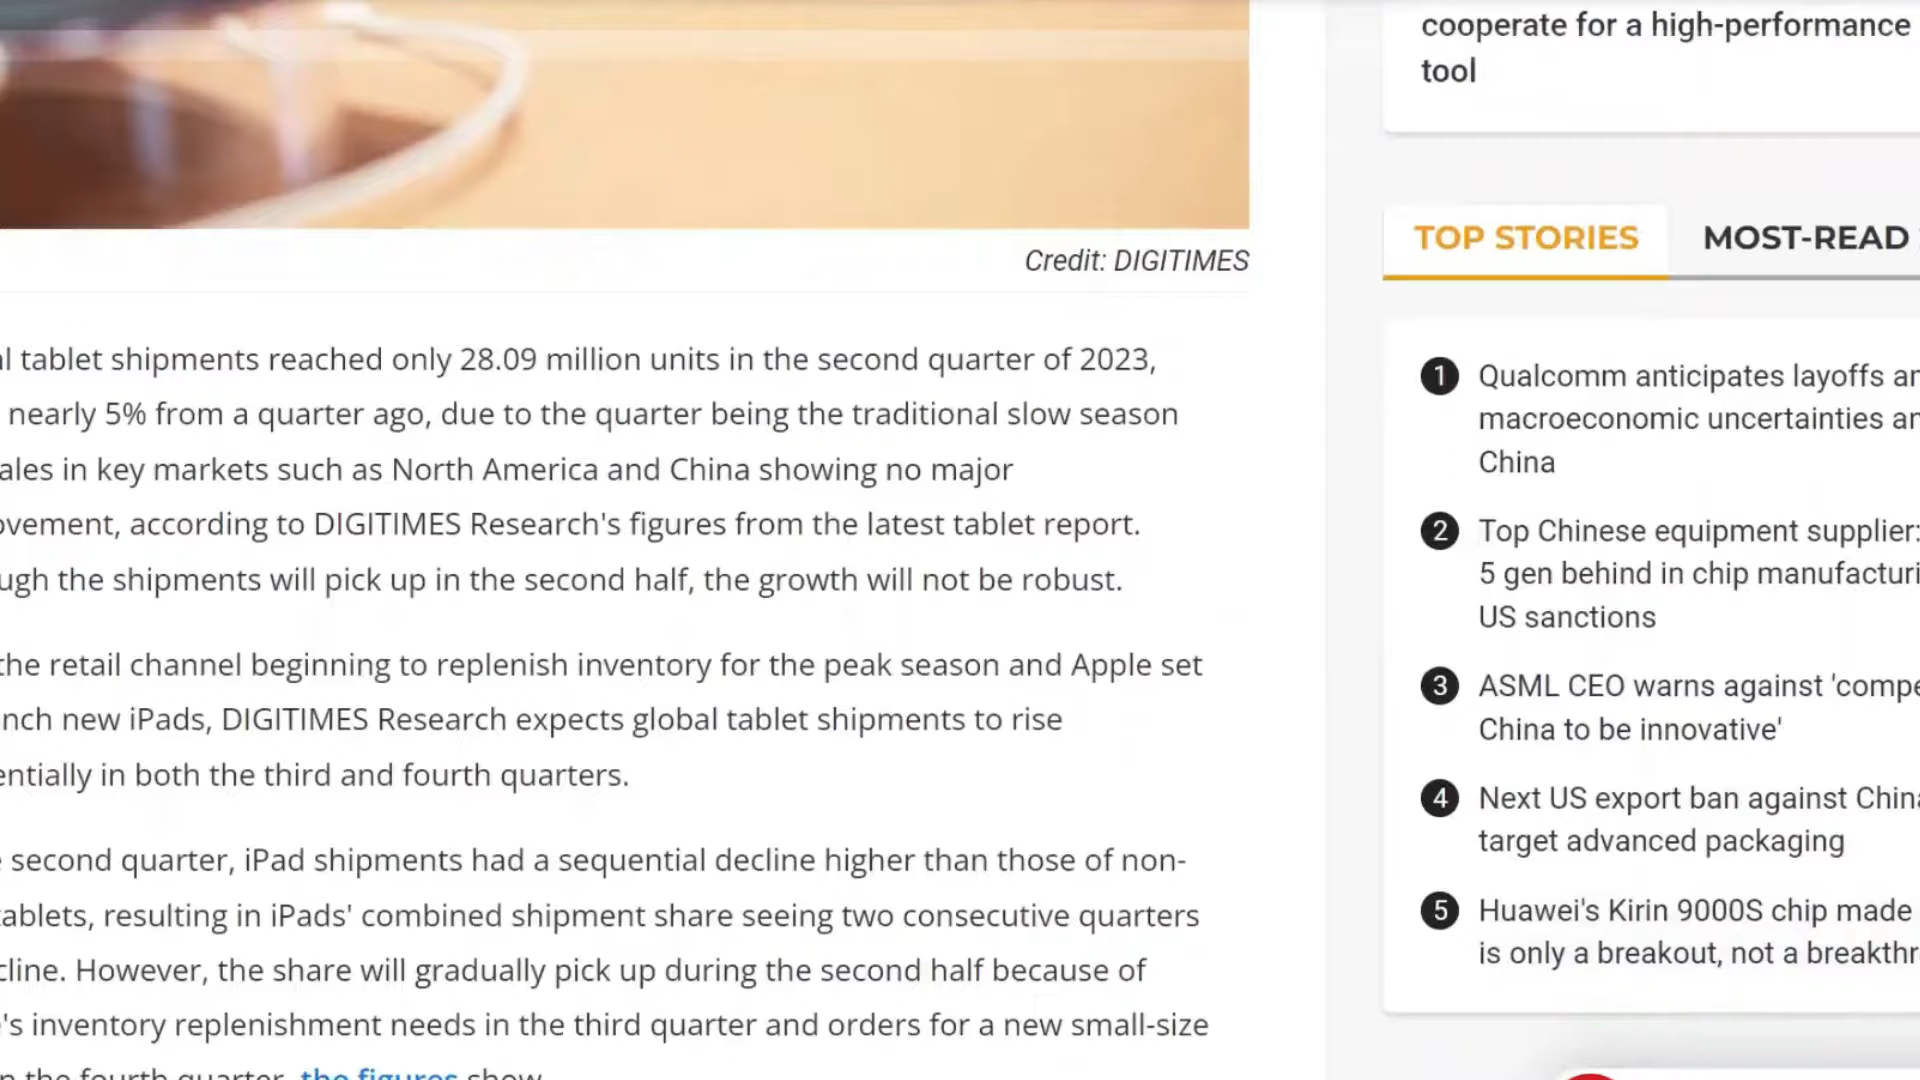 cooperate for a high-performance
tool
TOP STORIES
MOST-READ
Credit: DIGITIMES
l tablet shipments reached only 28.09 million units in the second quarter of 2023,
nearly 5% from a quarter ago, due to the quarter being the traditional slow season
ales in key markets such as North America and China showing no major
ovement, according to DIGITIMES Research's figures from the latest tablet report.
ugh the shipments will pick up in the second half, the growth will not be robust.
the retail channel beginning to replenish inventory for the peak season and Apple set
nch new iPads, DIGITIMES Research expects global tablet shipments to rise
entially in both the third and fourth quarters.
second quarter, iPad shipments had a sequential decline higher than those of non-
tablets, resulting in iPads' combined shipment share seeing two consecutive quarters
cline. However, the share will gradually pick up during the second half because of
's inventory replenishment needs in the third quarter and orders for a new small-size
n the fourth quarter, the figures show.
1 Qualcomm anticipates layoffs an
macroeconomic uncertainties an
China
2 Top Chinese equipment supplier:
5 gen behind in chip manufacturi
US sanctions
3 ASML CEO warns against 'compe
China to be innovative'
4 Next US export ban against China
target advanced packaging
5 Huawei's Kirin 9000S chip made
is only a breakout, not a breakthr